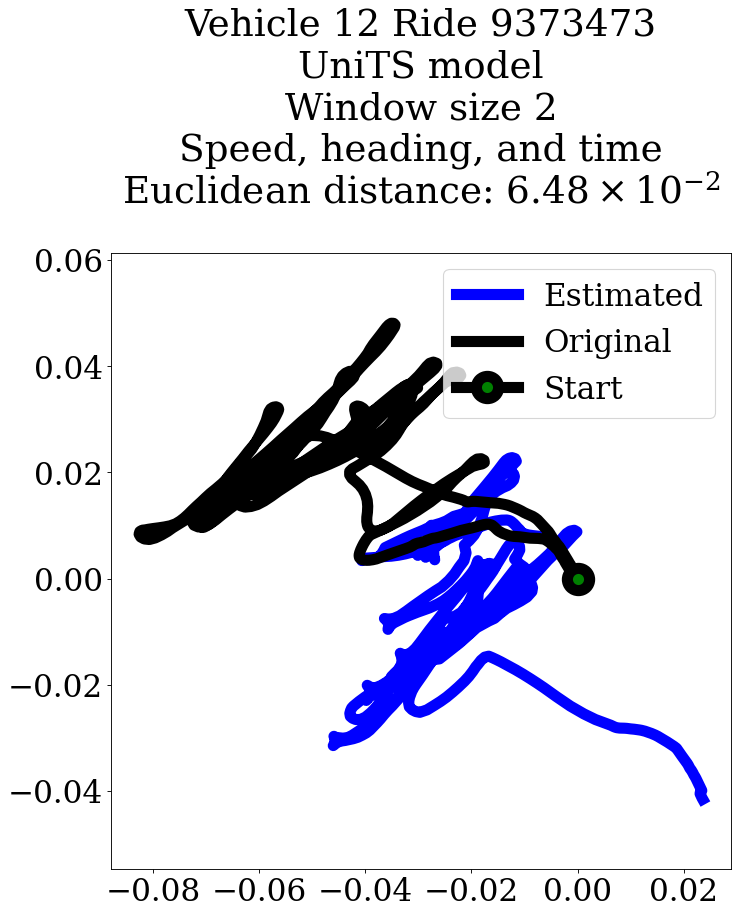 Vehicle 12 Ride 9373473
UniTS model
Window size 2
Speed, heading, and time
Euclidean distance: 6.48 × 10⁻²
Estimated
Original
Start
0.06
0.04
0.02
0.00
−0.02
−0.04
−0.08 −0.06 −0.04 −0.02 0.00 0.02